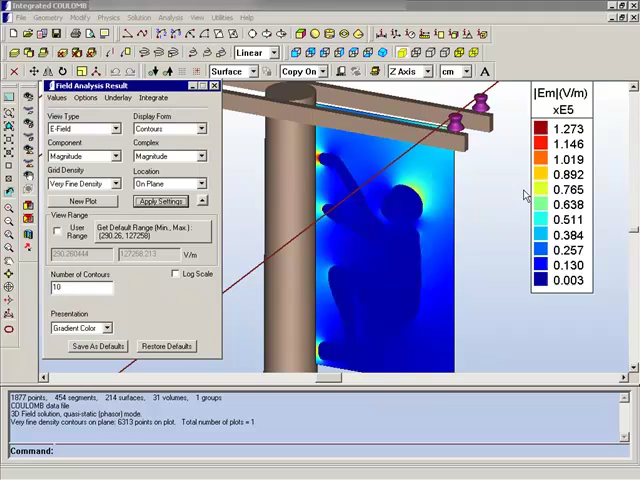 Integrated COULOMB
File Geometry Modify Physics Solution Analysis View Utilities Help
Linear
Surface Copy On Z Axis cm A
Field Analysis Result
Values Options Underlay Integrate
View Type Display Form
E-Field Contours
Component Complex
Magnitude Magnitude
Grid Density Location
Very Fine Density On Plane
New Plot Apply Settings
View Range
User Range
Get Default Range (Min., Max.) :
(290.26, 127258)
290.260444 127258.213 V/m
Number of Contours Log Scale
10
Presentation
Gradient Color
Save As Defaults Restore Defaults
|Em|(V/m)
xE5
1.273
1.146
1.019
0.892
0.765
0.638
0.511
0.384
0.257
0.130
0.003
1877 points, 454 segments, 214 surfaces, 31 volumes, 1 groups
COULOMB data file
3D Field solution, quasi-static (phasor) mode.
Very fine density contours on plane: 6313 points on plot. Total number of plots = 1
Command: